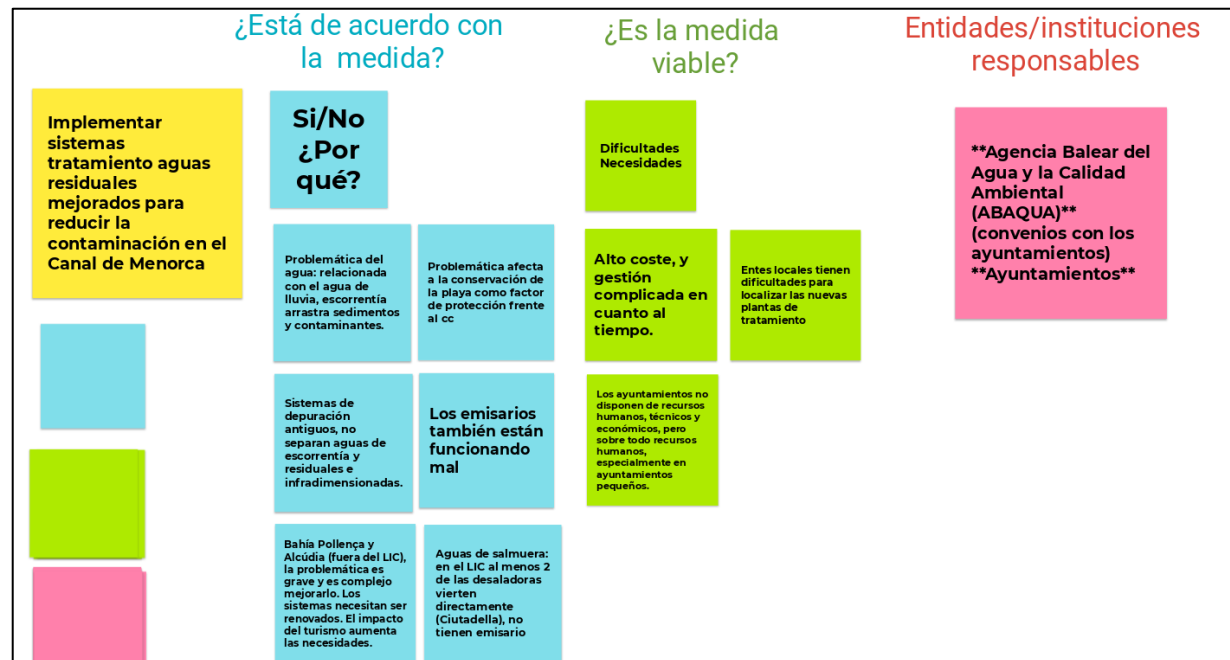 ¿Está de acuerdo con
la medida?
¿Es la medida
viable?
Entidades/instituciones
responsables
Implementar
sistemas
tratamiento aguas
residuales
mejorados para
reducir la
contaminación en el
Canal de Menorca
Si/No
¿Por
qué?
Dificultades
Necesidades
**Agencia Balear del
Agua y la Calidad
Ambiental
(ABAQUA)**
(convenios con los
ayuntamientos)
**Ayuntamientos**
Problemática del
agua: relacionada
con el agua de
lluvia, escorrentía
arrastra sedimentos
y contaminantes.
Problemática afecta
a la conservación de
la playa como factor
de protección frente
al cc
Alto coste, y
gestión
complicada en
cuanto al
tiempo.
Entes locales tienen
dificultades para
localizar las nuevas
plantas de
tratamiento
Sistemas de
depuración
antiguos, no
separan aguas de
escorrentía y
residuales e
infradimensionadas.
Los emisarios
también están
funcionando
mal
Los ayuntamientos no
disponen de recursos
humanos, técnicos y
económicos, pero
sobre todo recursos
humanos,
especialmente en
ayuntamientos
pequeños.
Bahía Pollença y
Alcúdia (fuera del LIC),
la problemática es
grave y es complejo
mejorarlo. Los
sistemas necesitan ser
renovados. El impacto
del turismo aumenta
las necesidades.
Aguas de salmuera:
en el LIC al menos 2
de las desaladoras
vierten
directamente
(Ciutadella), no
tienen emisario